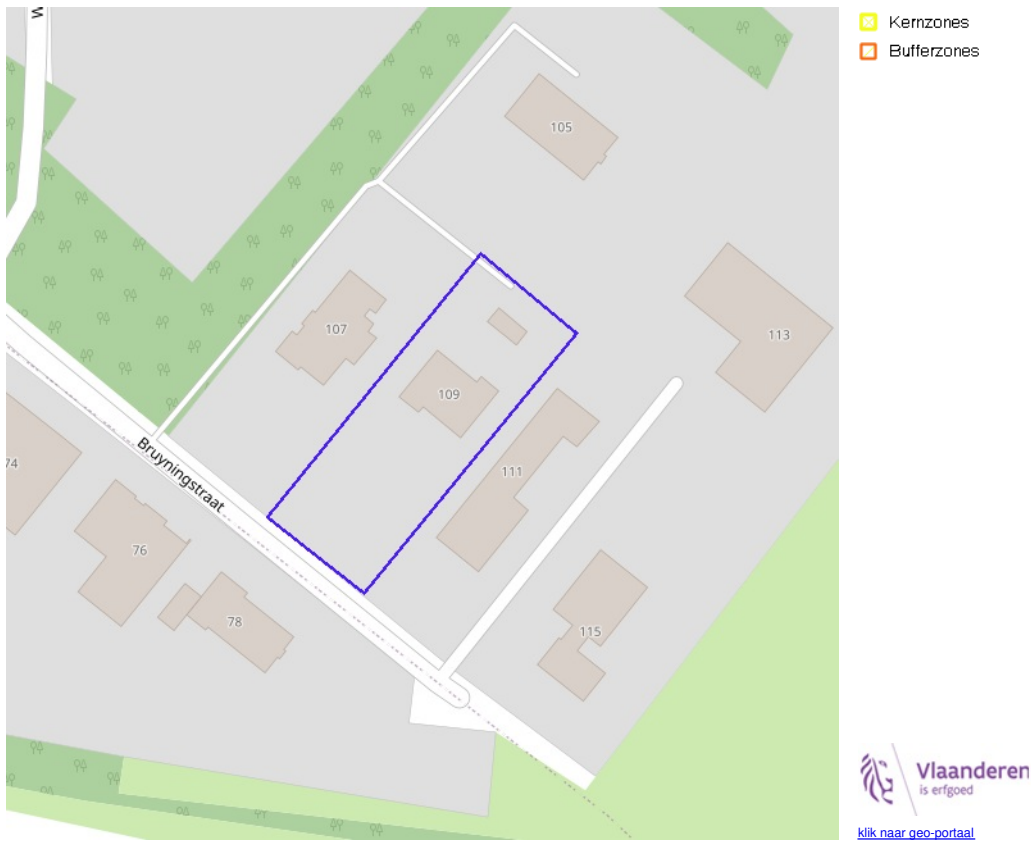 W
Kernzones
Bufferzones
105
107
113
109
74
111
Bruyningstraat
76
78
115
Vlaanderen
is erfgoed
klik naar geo-portaal